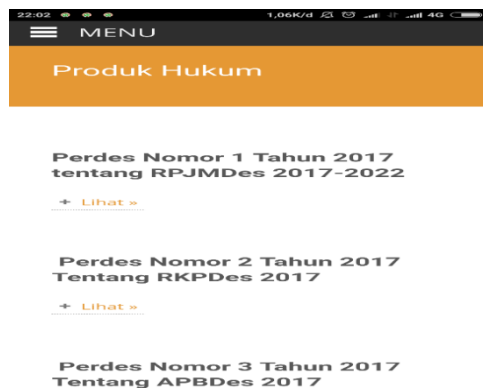 22:02 1,06K/d 4G
MENU
Produk Hukum
Perdes Nomor 1 Tahun 2017
tentang RPJMDes 2017-2022
+ Lihat »
Perdes Nomor 2 Tahun 2017
Tentang RKPDes 2017
+ Lihat »
Perdes Nomor 3 Tahun 2017
Tentang APBDes 2017